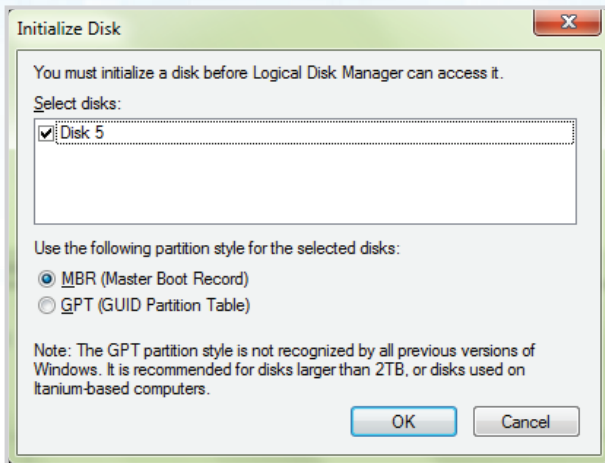 Initialize Disk
You must initialize a disk before Logical Disk Manager can access it.
Select disks:
Disk 5
Use the following partition style for the selected disks:
MBR (Master Boot Record)
GPT (GUID Partition Table)
Note: The GPT partition style is not recognized by all previous versions of
Windows. It is recommended for disks larger than 2TB, or disks used on
Itanium-based computers.
OK Cancel